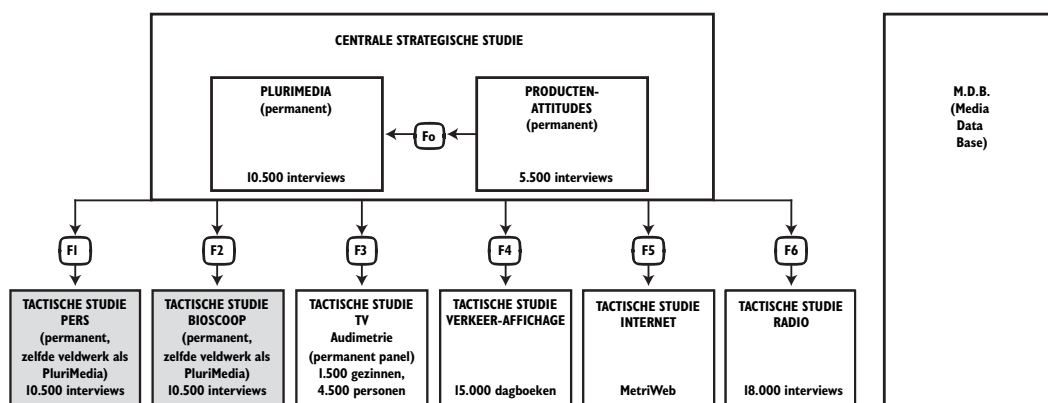 CENTRALE STRATEGISCHE STUDIE
PLURIMEDIA
(permanent)
10.500 interviews
Fo
PRODUCTEN-
ATTITUDES
(permanent)
5.500 interviews
M.D.B.
(Media
Data
Base)
F1
F2
F3
F4
F5
F6
TACTISCHE STUDIE
PERS
(permanent,
zelfde veldwerk als
PluriMedia)
10.500 interviews
TACTISCHE STUDIE
BIOSCOOP
(permanent,
zelfde veldwerk als
PluriMedia)
10.500 interviews
TACTISCHE STUDIE
TV
Audimetrie
(permanent panel)
1.500 gezinnen,
4.500 personen
TACTISCHE STUDIE
VERKEER-AFFICHAGE
15.000 dagboeken
TACTISCHE STUDIE
INTERNET
MetriWeb
TACTISCHE STUDIE
RADIO
18.000 interviews